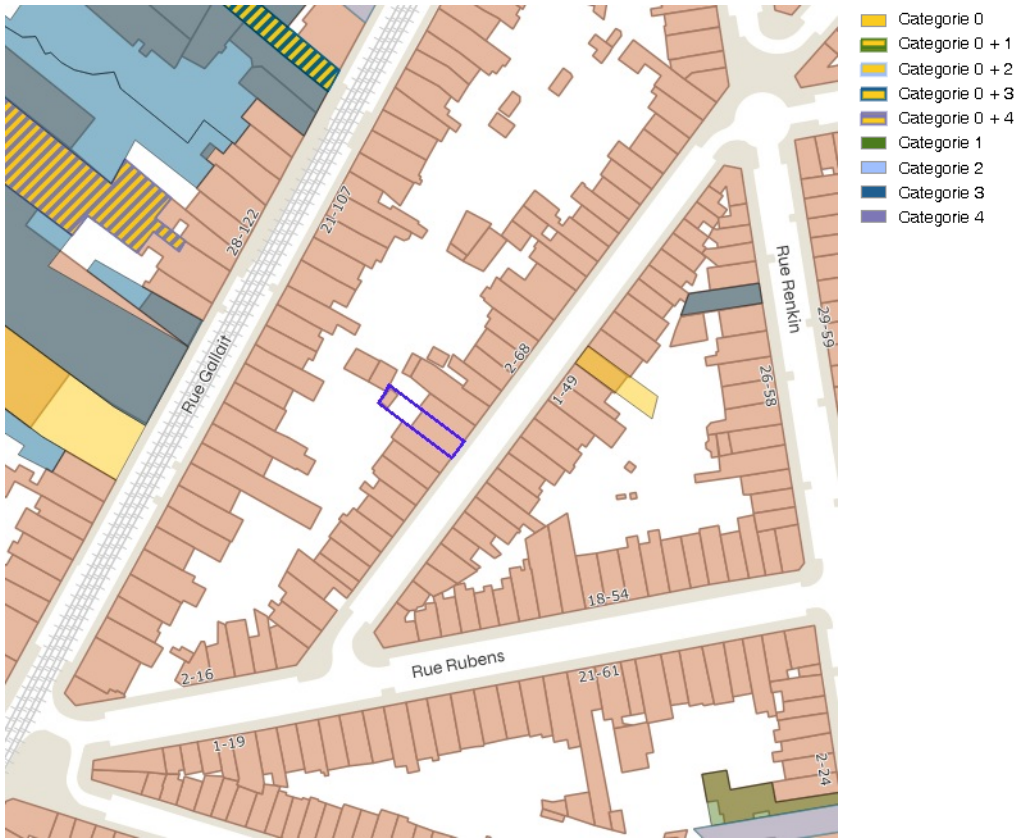 Categorie 0
Categorie 0 + 1
Categorie 0 + 2
Categorie 0 + 3
Categorie 0 + 4
Categorie 1
Categorie 2
Categorie 3
Categorie 4
28-122
21-107
Rue Gallait
2-68
1-49
Rue Renkin
29-59
26-58
18-54
Rue Rubens
2-16
21-61
1-19
2-24